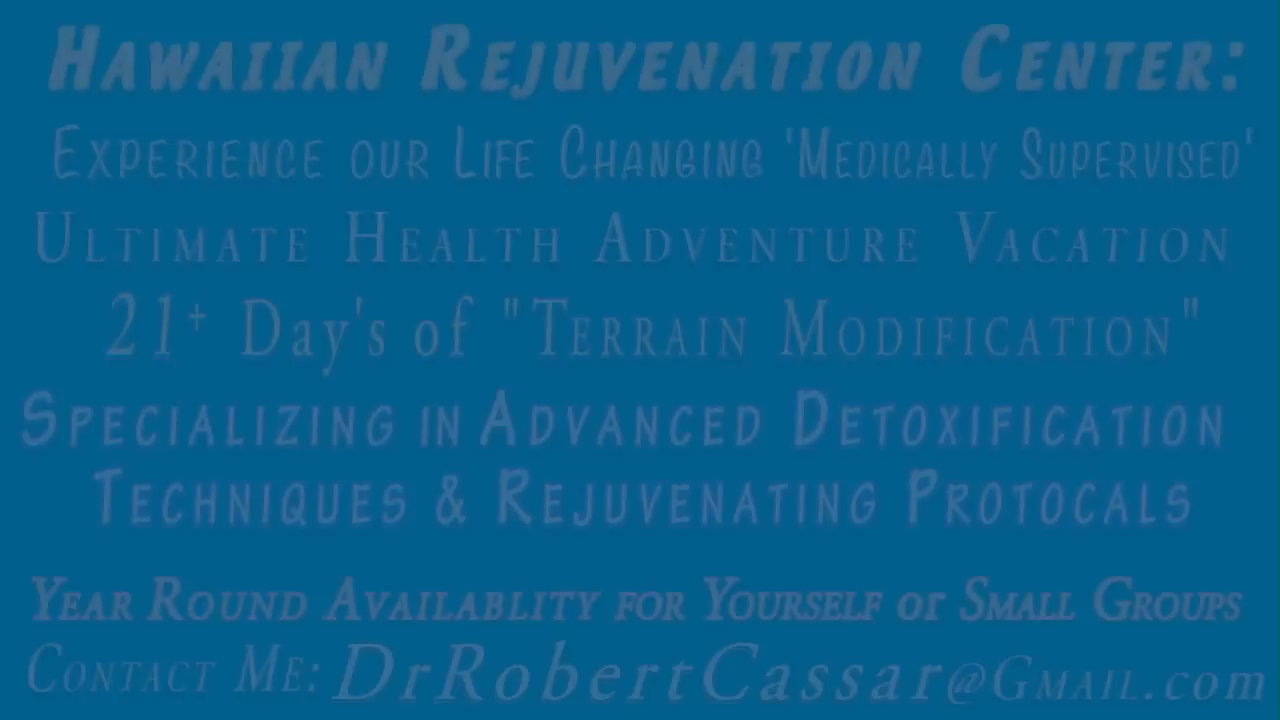 Hawaiian Rejuvenation Center:
Experience our Life Changing 'Medically Supervised'
Ultimate Health Adventure Vacation
21+ Day's of "Terrain Modification"
Specializing in Advanced Detoxification
Techniques & Rejuvenating Protocals
Year Round Availablity for Yourself or Small Groups
Contact Me: DrRobertCassar@Gmail.com